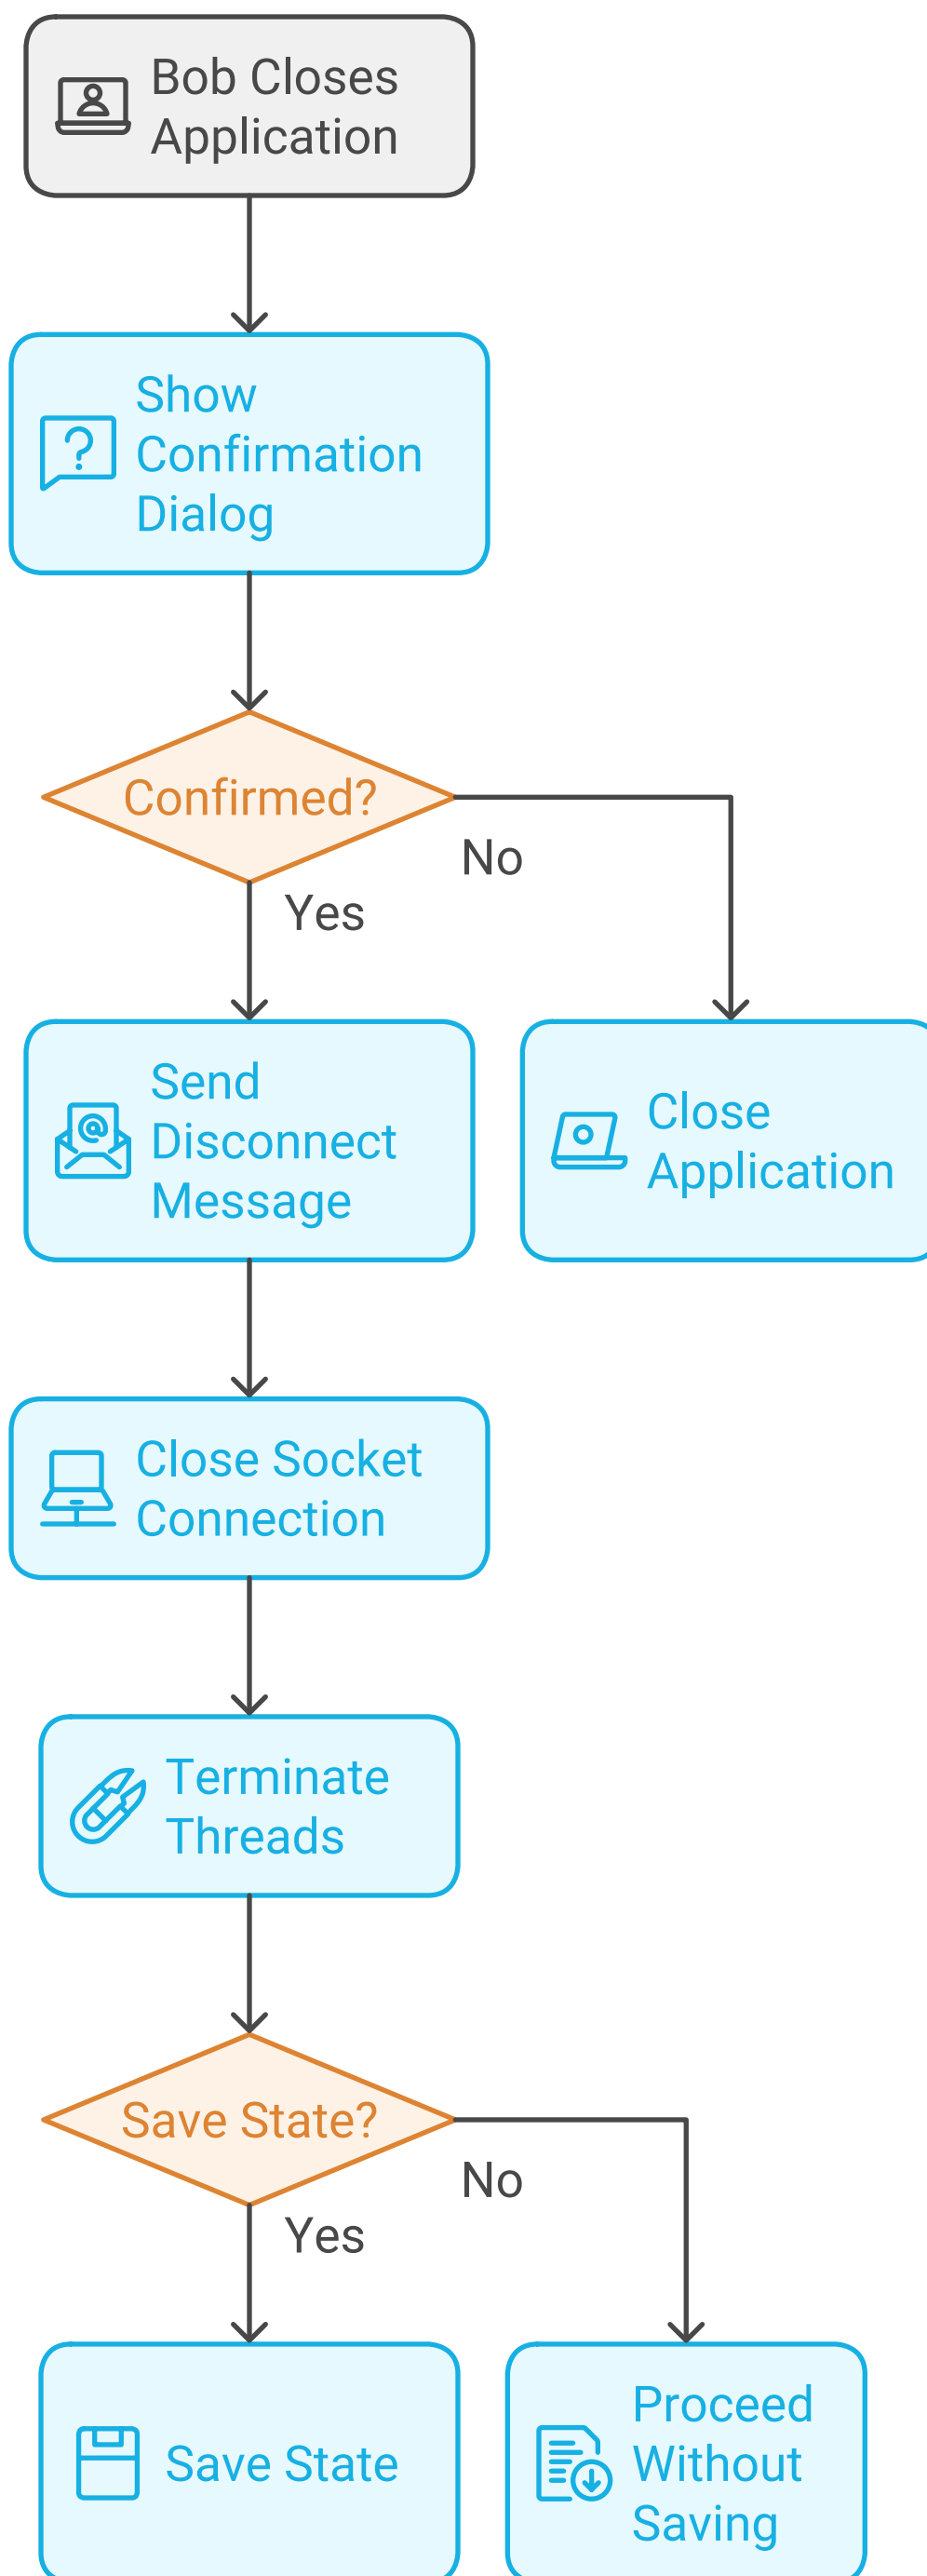 Bob Closes
Application
Show
Confirmation
Dialog
Confirmed?
No
Yes
Send
Disconnect
Message
Close
Application
Close Socket
Connection
Terminate
Threads
Save State?
No
Yes
Save State
Proceed
Without
Saving